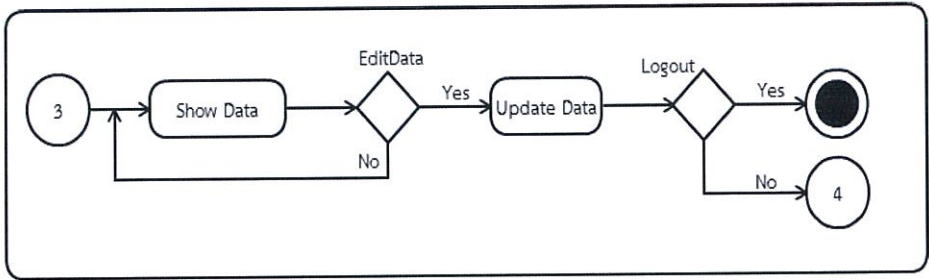 EditData
Logout
3
Show Data
Yes
Update Data
Yes
No
No
4